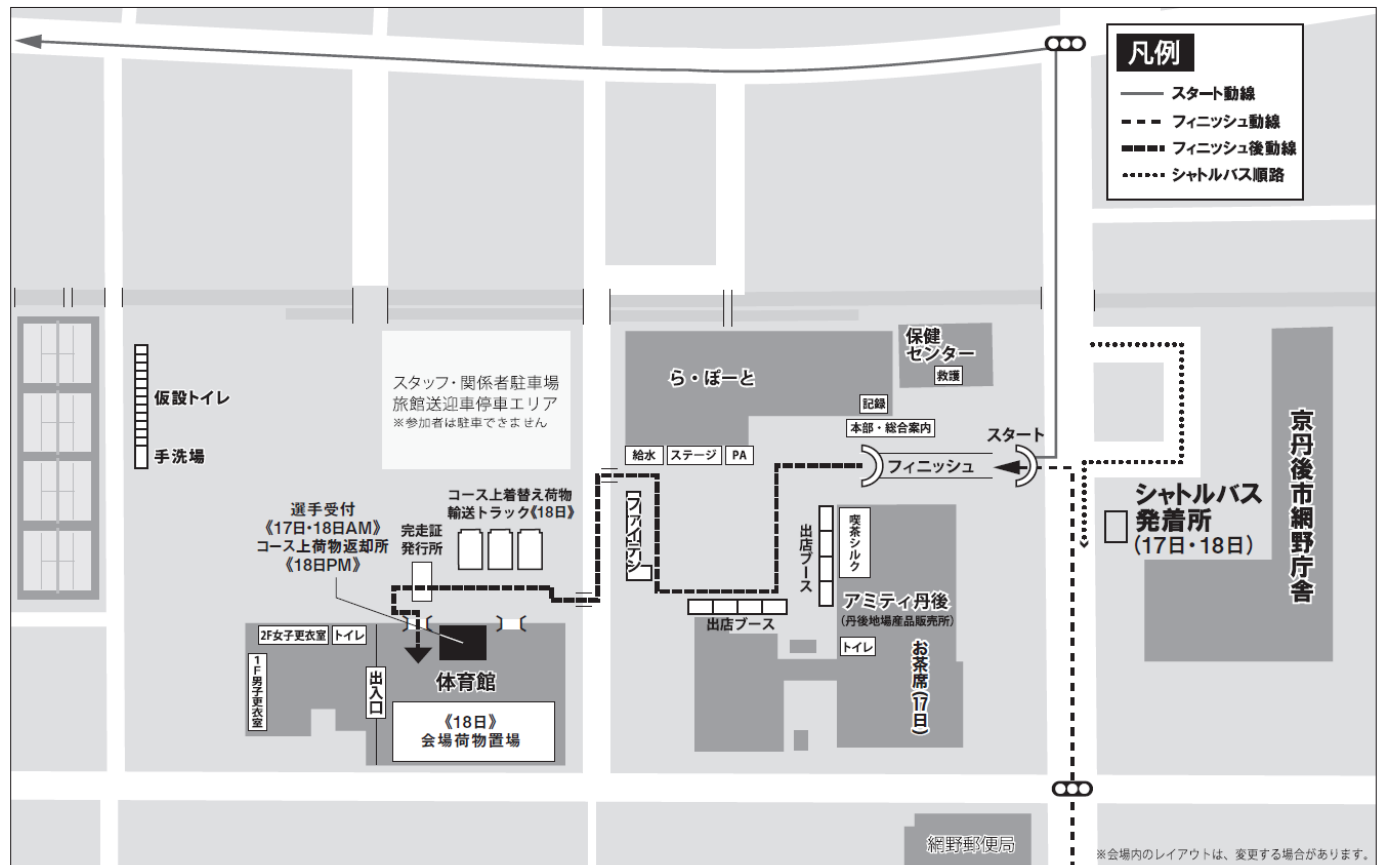 凡例
スタート動線
フィニッシュ動線
フィニッシュ後動線
シャトルバス順路
保健
センター
救護
ら・ぽーと
記録
本部・総合案内
スタート
フィニッシュ
給水
ステージ
PA
スタッフ・関係者駐車場
旅館送迎車停車エリア
※参加者は駐車できません
仮設トイレ
手洗場
コース上着替え荷物
輸送トラック《18日》
選手受付
《17日・18日AM》
コース上荷物返却所
《18日PM》
完走証
発行所
ファイテン
出店ブース
喫茶シルク
出店ブース
アミティ丹後
(丹後地場産品販売所)
トイレ
お茶席(17日)
シャトルバス
発着所
(17日・18日)
京丹後市網野庁舎
2F女子更衣室
トイレ
1F男子更衣室
出入口
体育館
《18日》
会場荷物置場
網野郵便局
※会場内のレイアウトは、変更する場合があります。